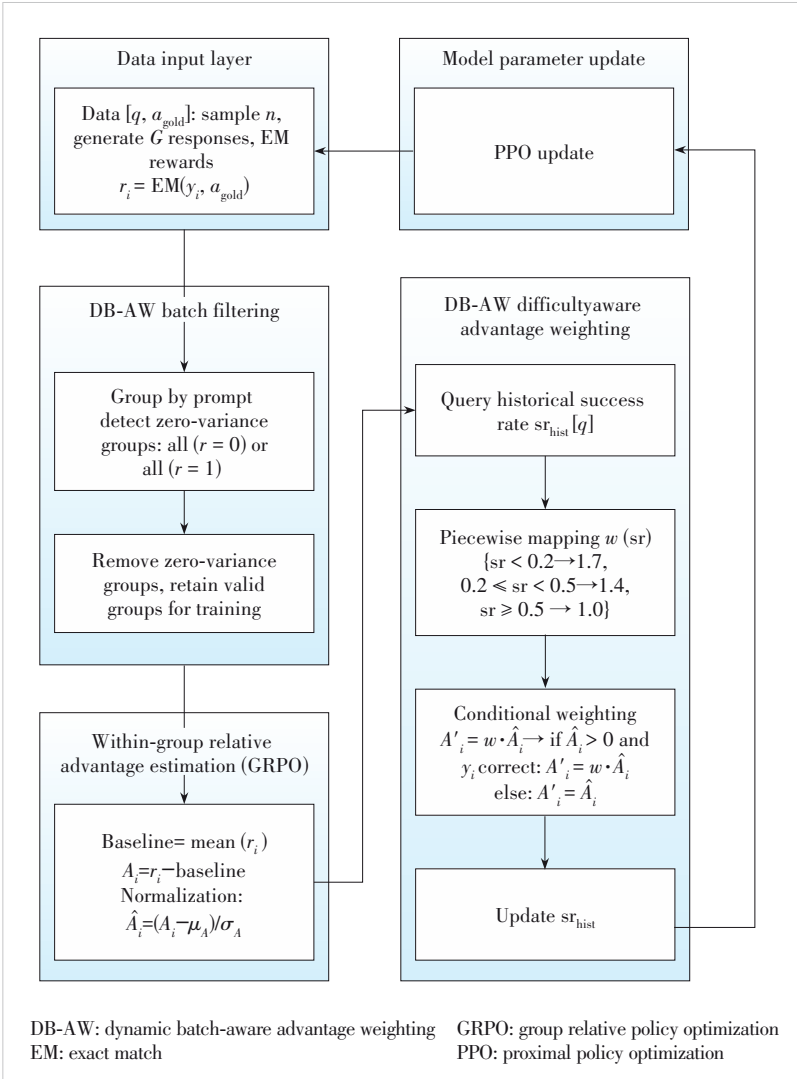 Data input layer
Data [q, a_gold]: sample n,
generate G responses, EM
rewards
r_i = EM(y_i, a_gold)
Model parameter update
PPO update
DB-AW batch filtering
Group by prompt
detect zero-variance
groups: all (r = 0) or
all (r = 1)
Remove zero-variance
groups, retain valid
groups for training
Within-group relative
advantage estimation (GRPO)
Baseline= mean (r_i)
A_i=r_i−baseline
Normalization:
Â_i=(A_i−μ_A)/σ_A
DB-AW difficultyaware
advantage weighting
Query historical success
rate sr_hist [q]
Piecewise mapping w (sr)
{sr < 0.2→1.7,
0.2 ⩽ sr < 0.5→1.4,
sr ⩾ 0.5 → 1.0}
Conditional weighting
A′_i = w·Â_i→ if Â_i > 0 and
y_i correct: A′_i = w·Â_i
else: A′_i = Â_i
Update sr_hist
DB-AW: dynamic batch-aware advantage weighting GRPO: group relative policy optimization
EM: exact match PPO: proximal policy optimization